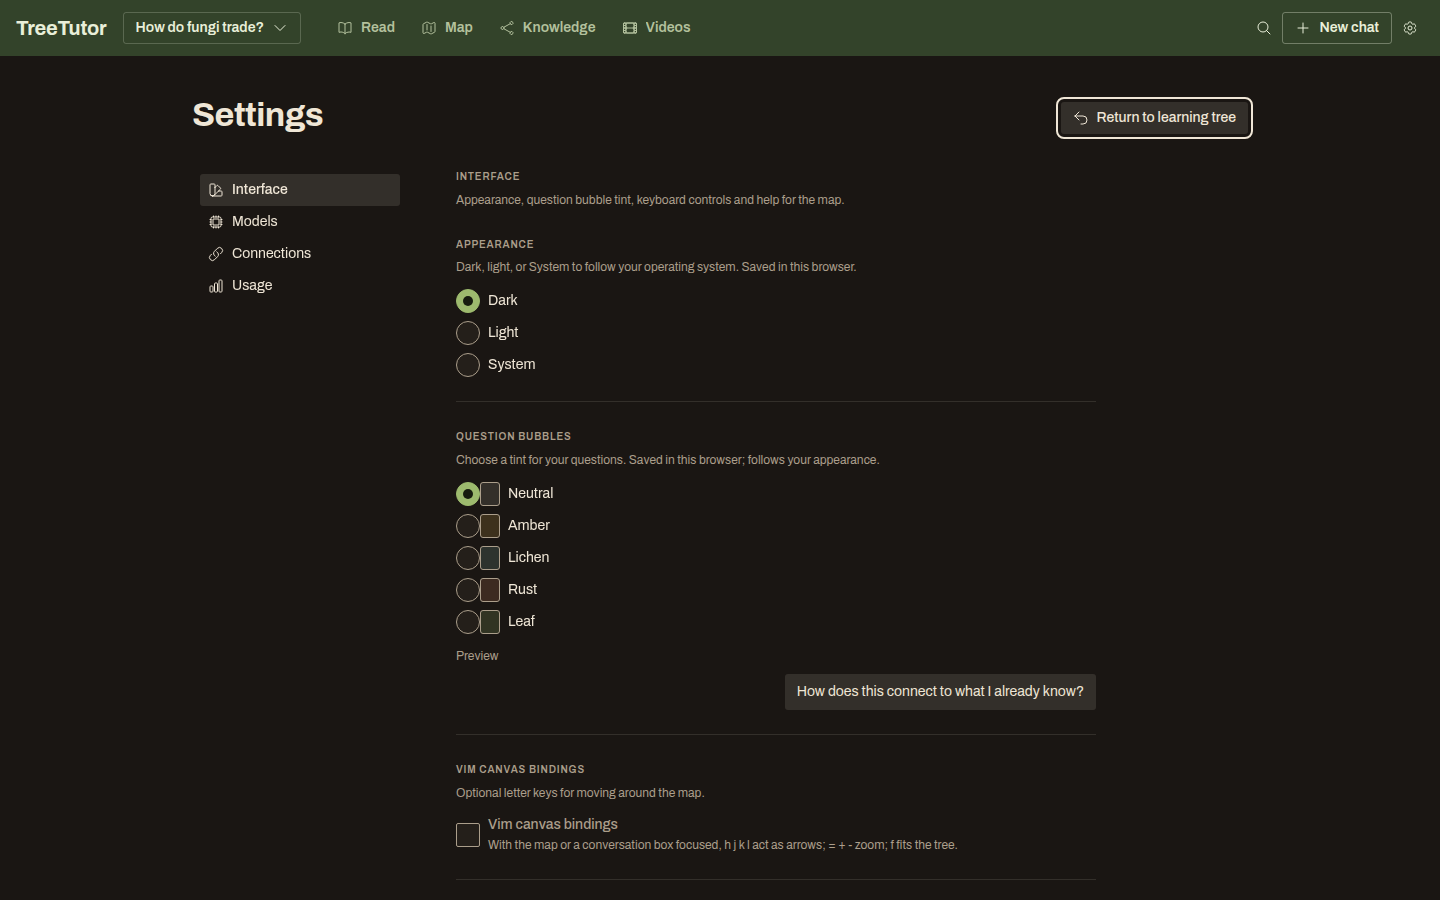 TreeTutor
How do fungi trade?
Read
Map
Knowledge
Videos
New chat
Settings
Return to learning tree
Interface
Models
Connections
Usage
INTERFACE
Appearance, question bubble tint, keyboard controls and help for the map.
APPEARANCE
Dark, light, or System to follow your operating system. Saved in this browser.
Dark
Light
System
QUESTION BUBBLES
Choose a tint for your questions. Saved in this browser; follows your appearance.
Neutral
Amber
Lichen
Rust
Leaf
Preview
How does this connect to what I already know?
VIM CANVAS BINDINGS
Optional letter keys for moving around the map.
Vim canvas bindings
With the map or a conversation box focused, h j k l act as arrows; = + - zoom; f fits the tree.